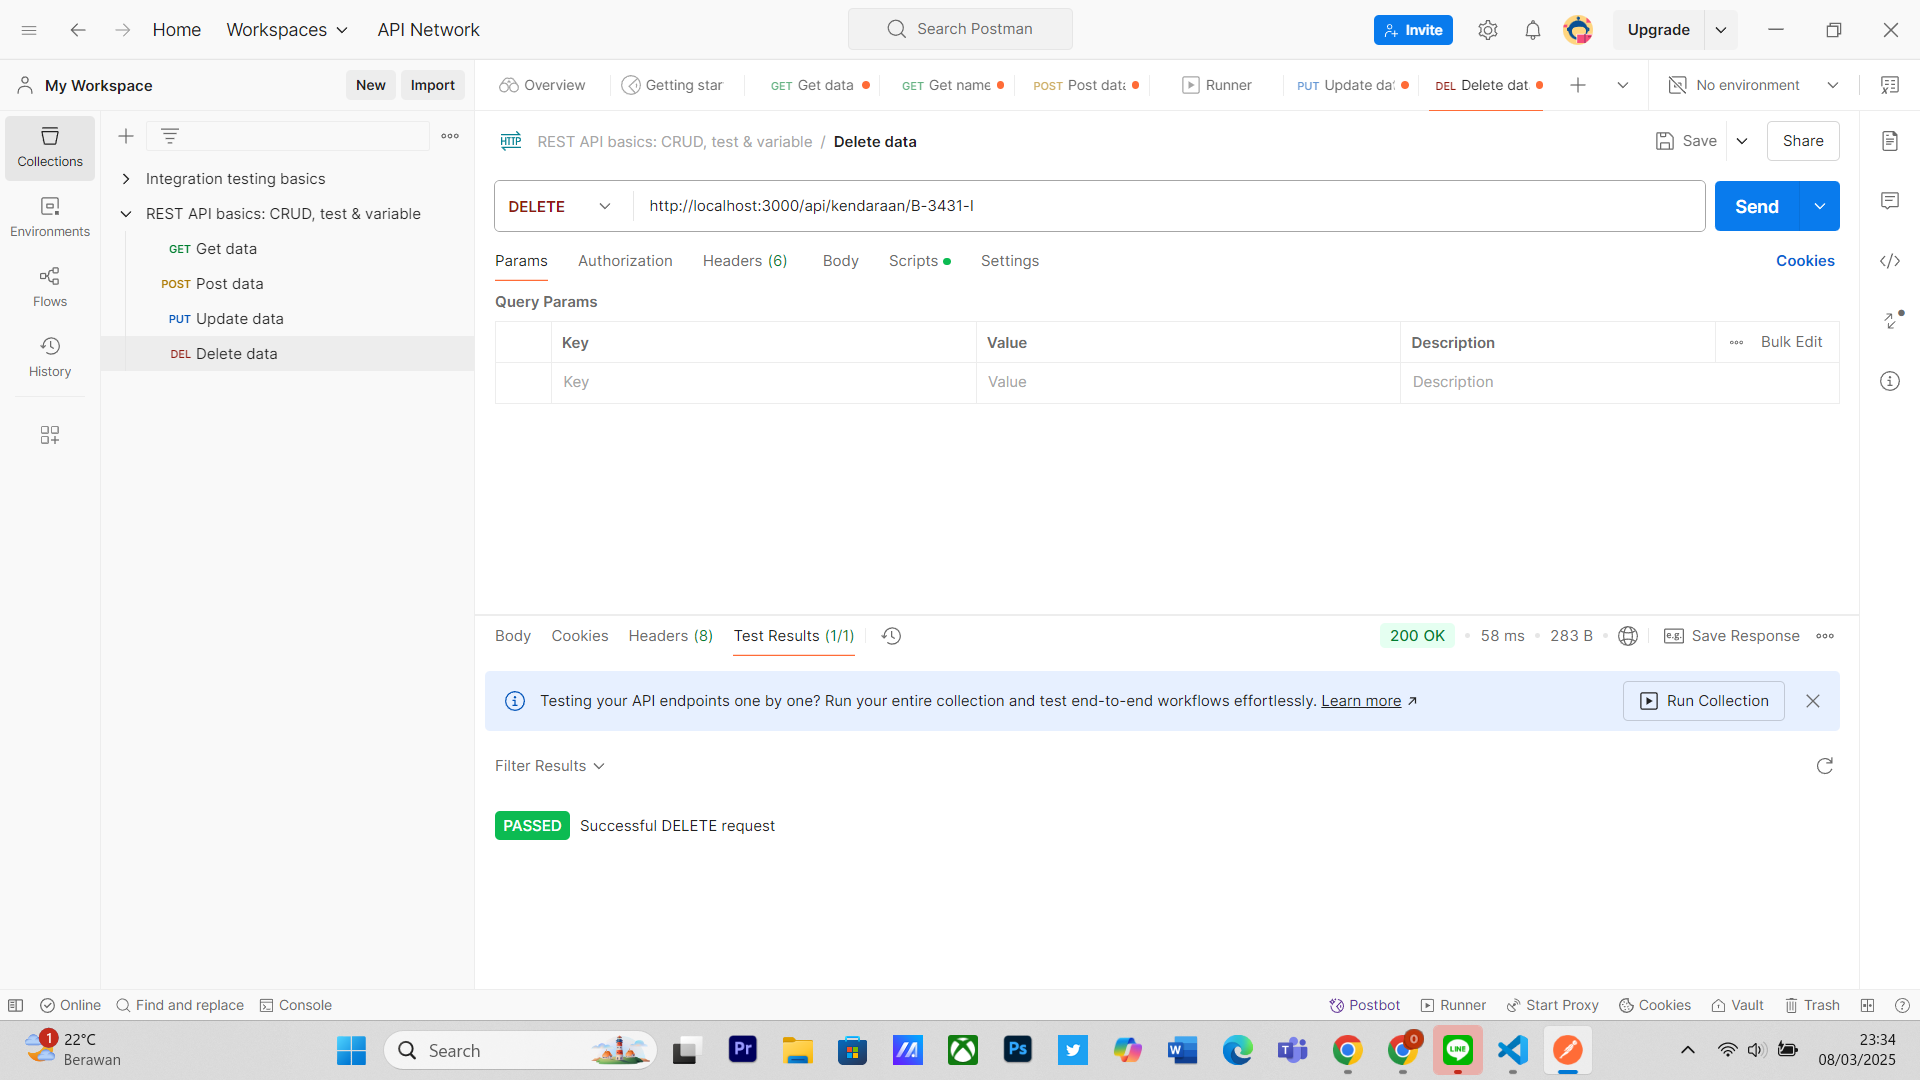 Home
Workspaces
API Network
Search Postman
Invite
Upgrade
My Workspace
New
Import
Overview
Getting star
GET Get data
GET Get name
POST Post data
Runner
PUT Update dat
DEL Delete dat
No environment
Collections
Environments
Flows
History
Integration testing basics
REST API basics: CRUD, test & variable
GET Get data
POST Post data
PUT Update data
DEL Delete data
HTTP REST API basics: CRUD, test & variable / Delete data
Save
Share
DELETE
http://localhost:3000/api/kendaraan/B-3431-I
Send
Params
Authorization
Headers (6)
Body
Scripts
Settings
Cookies
Query Params
Key
Value
Description
Bulk Edit
Key
Value
Description
Body
Cookies
Headers (8)
Test Results (1/1)
200 OK
58 ms
283 B
e.g. Save Response
Testing your API endpoints one by one? Run your entire collection and test end-to-end workflows effortlessly. Learn more
Run Collection
Filter Results
PASSED Successful DELETE request
Online
Find and replace
Console
Postbot
Runner
Start Proxy
Cookies
Vault
Trash
1
22°C
Berawan
Search
Pr
Ps
W
T
0
LINE
23:34
08/03/2025